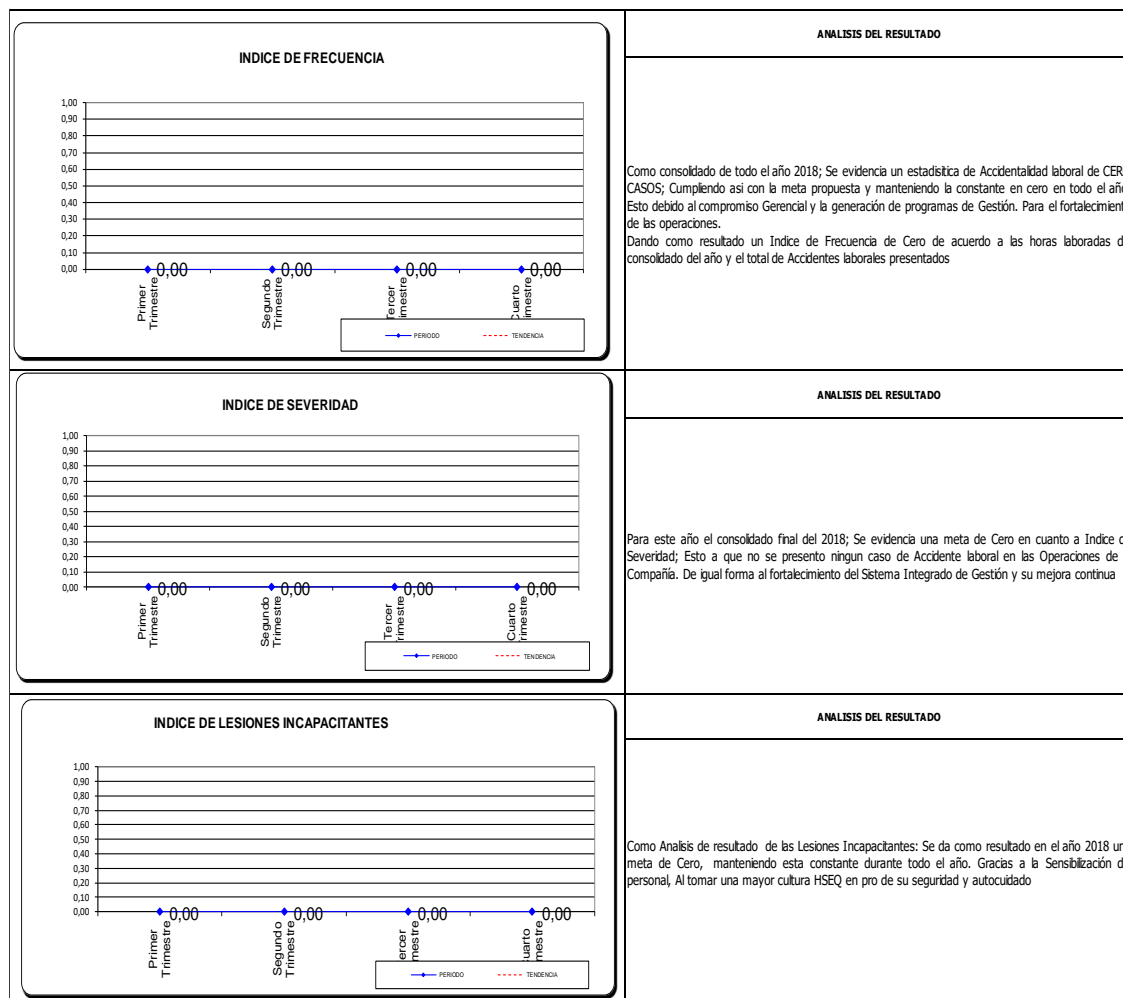 INDICE DE FRECUENCIA
1,00
0,90
0,80
0,70
0,60
0,50
0,40
0,30
0,20
0,10
0,00
0,00
0,00
0,00
0,00
Primer
Trimestre
Segundo
Trimestre
PERIODO
TENDENCIA
ANALISIS DEL RESULTADO
Como consolidado de todo el año 2018; Se evidencia un estadisitica de Accidentalidad laboral de
CASOS; Cumpliendo asi con la meta propuesta y manteniendo la constante en cero en todo el
Esto debido al compromiso Gerencial y la generación de programas de Gestión. Para el
de las operaciones.
Dando como resultado un Indice de Frecuencia de Cero de acuerdo a las horas laboradas
consolidado del año y el total de Accidentes laborales presentados
INDICE DE SEVERIDAD
1,00
0,90
0,80
0,70
0,60
0,50
0,40
0,30
0,20
0,10
0,00
0,00
0,00
0,00
0,00
Primer
Trimestre
Segundo
Trimestre
Tercer
Cuarto
PERIODO
TENDENCIA
ANALISIS DEL RESULTADO
Para este año el consolidado final del 2018; Se evidencia una meta de Cero en cuanto a Indice
Severidad; Esto a que no se presento ningun caso de Accidente laboral en las Operaciones de
Compañía. De igual forma al fortalecimiento del Sistema Integrado de Gestión y su mejora continua
INDICE DE LESIONES INCAPACITANTES
1,00
0,90
0,80
0,70
0,60
0,50
0,40
0,30
0,20
0,10
0,00
0,00
0,00
0,00
0,00
Primer
Trimestre
Segundo
Trimestre
PERIODO
TENDENCIA
ANALISIS DEL RESULTADO
Como Analisis de resultado de las Lesiones Incapacitantes: Se da como resultado en el año 2018
meta de Cero, manteniendo esta constante durante todo el año. Gracias a la Sensibilización
personal, Al tomar una mayor cultura HSEQ en pro de su seguridad y autocuidado